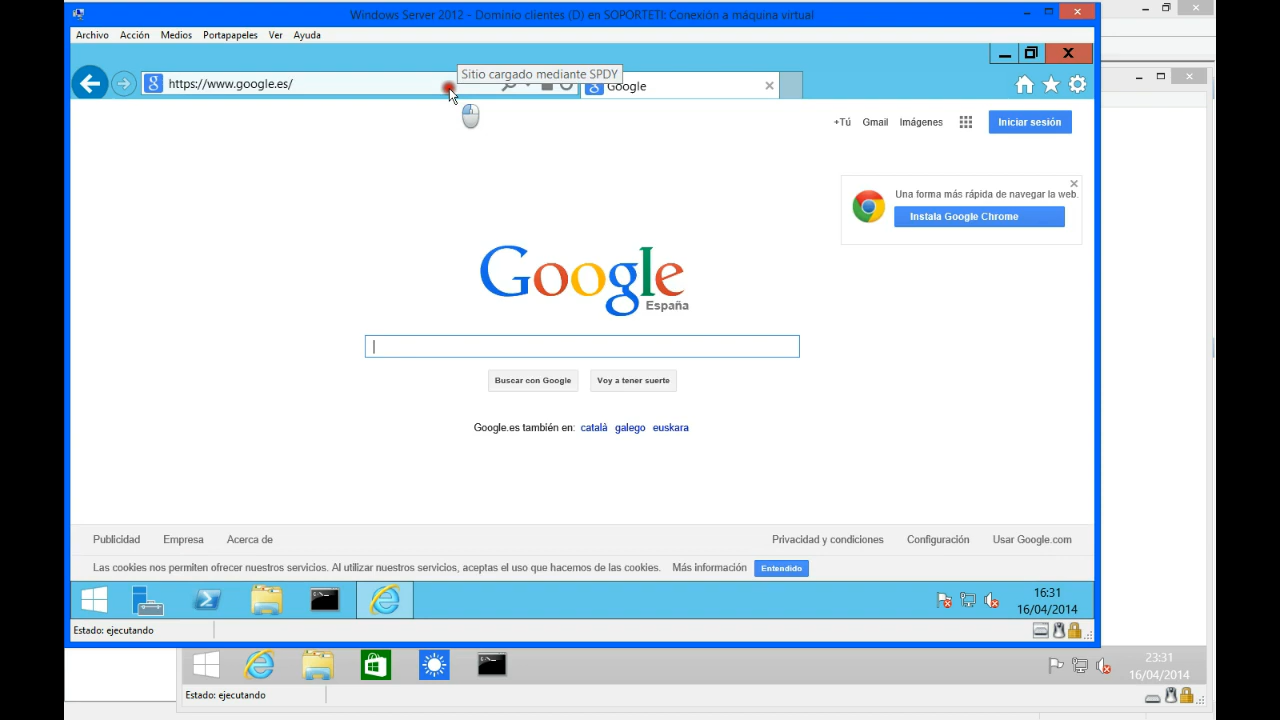 Windows Server 2012 - Dominio clientes (D) en SOPORTETI: Conexión a máquina virtual
Archivo Acción Medios Portapapeles Ver Ayuda
Sitio cargado mediante SPDY
https://www.google.es/
Google
+Tú Gmail Imágenes Iniciar sesión
Una forma más rápida de navegar la web.
Instala Google Chrome
Google
España
Buscar con Google Voy a tener suerte
Google.es también en: català galego euskara
Publicidad Empresa Acerca de Privacidad y condiciones Configuración Usar Google.com
Las cookies nos permiten ofrecer nuestros servicios. Al utilizar nuestros servicios, aceptas el uso que hacemos de las cookies. Más información Entendido
16:31
16/04/2014
Estado: ejecutando
23:31
16/04/2014
Estado: ejecutando